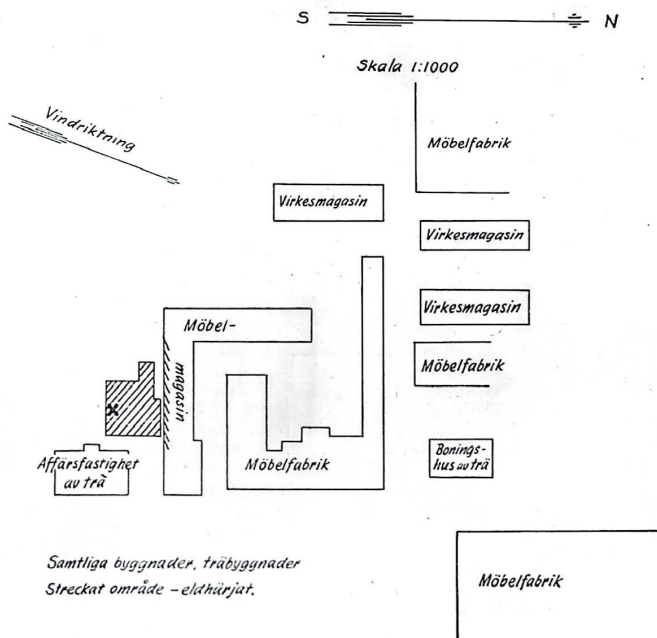 S N
Skala 1:1000
Vindriktning
Möbelfabrik
Virkesmagasin
Virkesmagasin
Virkesmagasin
Möbel-
magasin
Möbelfabrik
Affärsfastighet
av trä
Möbelfabrik
Bonings-
hus av trä
Samtliga byggnader, träbyggnader
Streckat område – eldhärjat.
Möbelfabrik